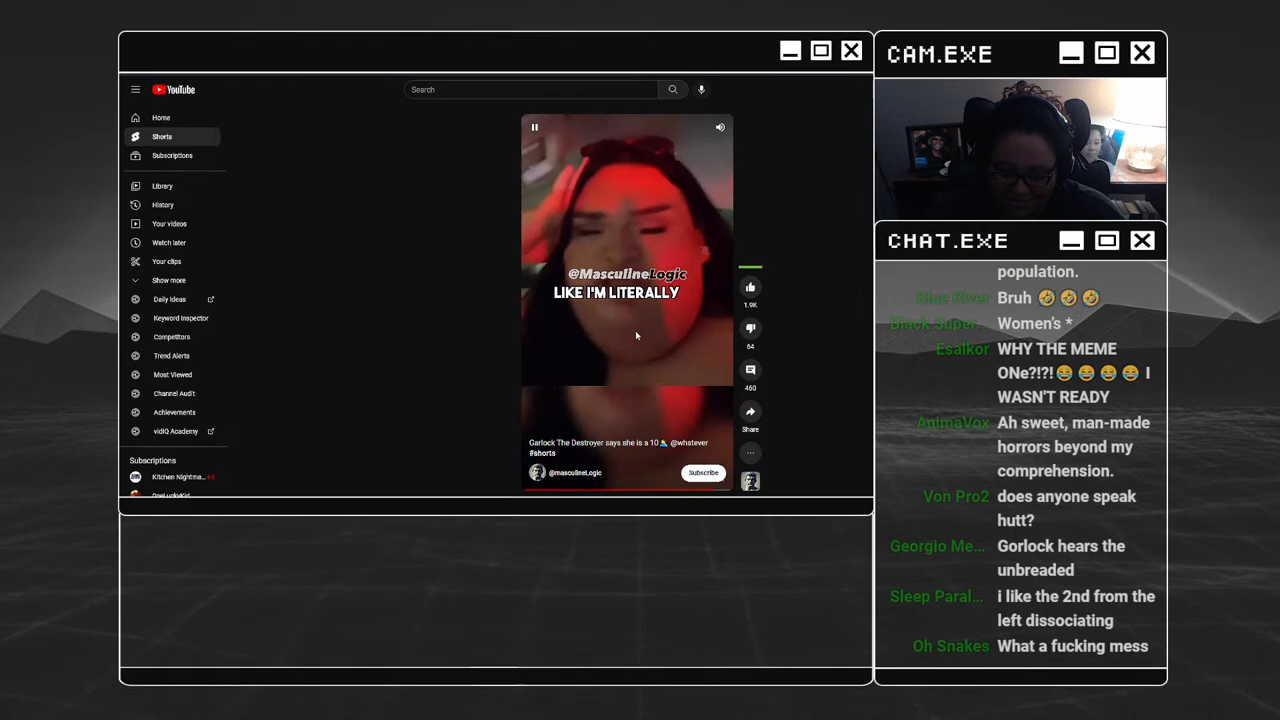 YouTube
Search
Home
Shorts
Subscriptions
Library
History
Your videos
Watch later
Your clips
Show more
Daily Ideas
Keyword Inspector
Competitors
Trend Alerts
Most Viewed
Channel Audit
Achievements
vidIQ Academy
Subscriptions
Kitchen Nightma...
@MasculineLogic
LIKE I'M LITERALLY
Garlock The Destroyer says she is a 10 🤷‍♂️ @whatever
#shorts
@masculineLogic
Subscribe
1.9K
64
460
Share
CAM.EXE
CHAT.EXE
population.
Blue River Bruh 🤣🤣🤣
Black Super... Women's *
Esalkor WHY THE MEME
ONe?!?!😂😂😂😂 I
WASN'T READY
AnimaVox Ah sweet, man-made
horrors beyond my
comprehension.
Von Pro2 does anyone speak
hutt?
Georgio Me... Gorlock hears the
unbreaded
Sleep Paral... i like the 2nd from the
left dissociating
Oh Snakes What a fucking mess